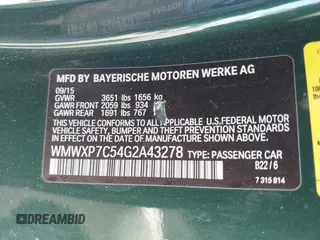 MFD BY BAYERISCHE MOTOREN WERKE AG
09/15
GVWR 3651 lbs 1656 kg
GAWR FRONT 2059 lbs 934
GAWR REAR 1691 lbs 767
THIS VEHICLE CONFORMS TO ALL APPLICABLE
U.S.FEDERAL MOTOR
VEHICLE SAFETY, BUMPER, AND THEFT PREVENTION
STANDARDS IN EFFECT ON THE DATE OF
MANUFACTURE SHOWN ABOVE.
WMWXP7C54G2A43278 TYPE: PASSENGER CAR
B22 / 6
7 315 814
DREAMBID